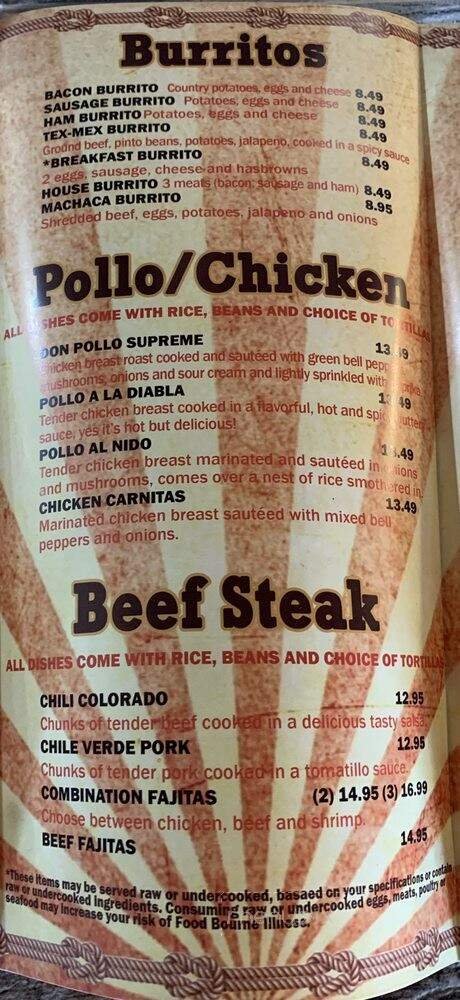 Burritos
BACON BURRITO Country potatoes, eggs and cheese 8.49
SAUSAGE BURRITO Potatoes, eggs and cheese 8.49
HAM BURRITO Potatoes, eggs and cheese 8.49
TEX-MEX BURRITO 8.49
Ground beef, pinto beans, potatoes, jalapeno, cooked in a spicy sauce
*BREAKFAST BURRITO 8.49
2 eggs, sausage, cheese and hasbrowns
HOUSE BURRITO 3 meats (bacon, sausage and ham) 8.49
MACHACA BURRITO 8.95
Shredded beef, eggs, potatoes, jalapeno and onions
Pollo/Chicken
ALL DISHES COME WITH RICE, BEANS AND CHOICE OF TORTILLAS
DON POLLO SUPREME 13.49
Chicken breast roast cooked and sautéed with green bell
mushrooms, onions and sour cream and lightly sprinkled with
POLLO A LA DIABLA
Tender chicken breast cooked in a flavorful, hot and
sauce, yes it's hot but delicious!
POLLO AL NIDO
Tender chicken breast marinated and sautéed in onions
and mushrooms, comes over a nest of rice smothered in
CHICKEN CARNITAS 13.49
Marinated chicken breast sautéed with mixed bell
peppers and onions.
Beef Steak
ALL DISHES COME WITH RICE, BEANS AND CHOICE OF TORTILLAS
CHILI COLORADO 12.95
Chunks of tender beef cooked in a delicious tasty salsa.
CHILE VERDE PORK 12.95
Chunks of tender pork cooked in a tomatillo sauce.
COMBINATION FAJITAS (2) 14.95 (3) 16.99
Choose between chicken, beef and shrimp.
BEEF FAJITAS 14.95
*These items may be served raw or undercooked, basaed on your specifications or contain
raw or undercooked ingredients. Consuming raw or undercooked eggs, meats, poultry or
seafood may increase your risk of Food Bourne Illness.